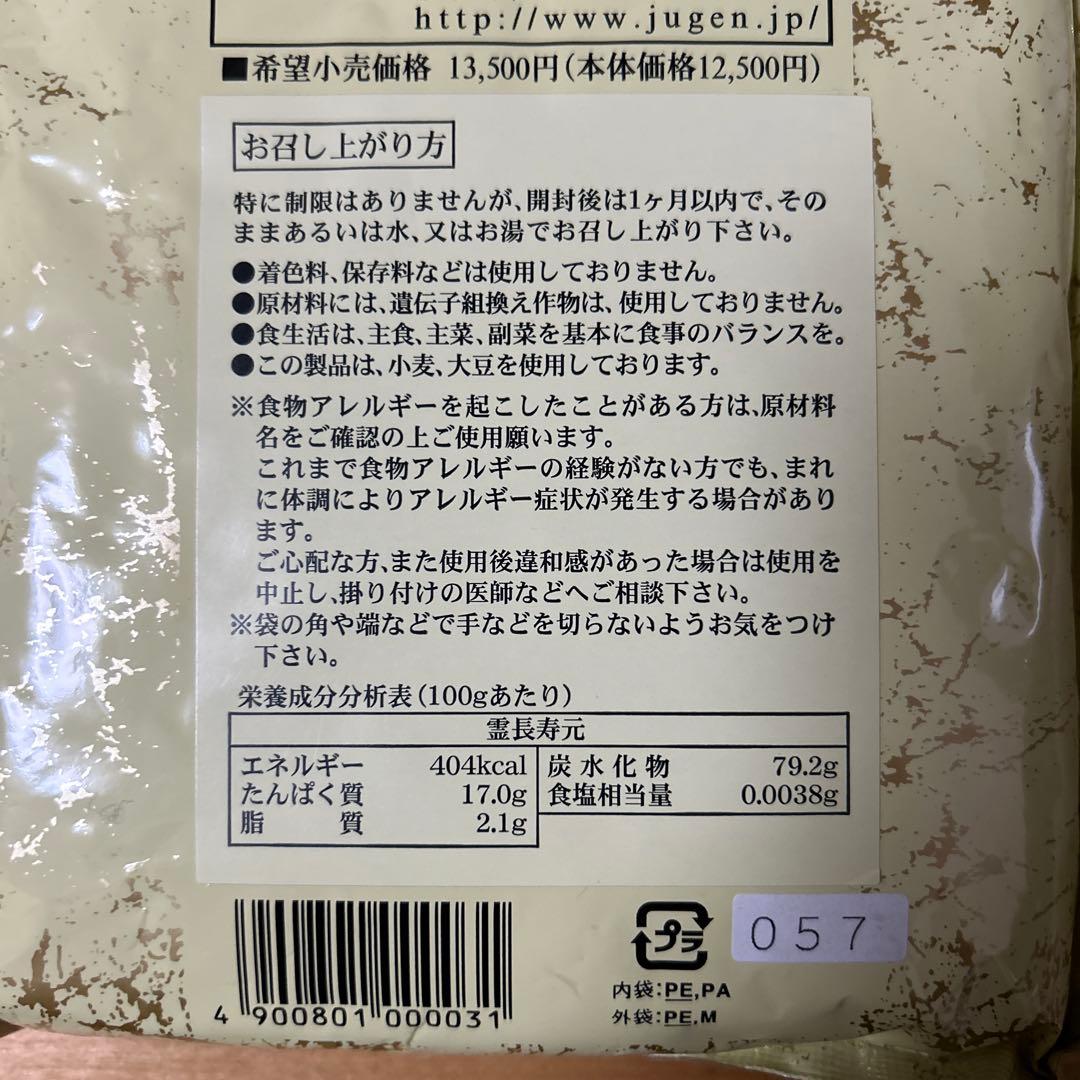 http://www.jugen.jp/
■希望小売価格 13,500円(本体価格12,500円)
お召し上がり方
特に制限はありませんが、開封後は1ヶ月以内で、その
ままあるいは水、又はお湯でお召し上がり下さい。
●着色料、保存料などは使用しておりません。
●原材料には、遺伝子組換え作物は、使用しておりません。
●食生活は、主食、主菜、副菜を基本に食事のバランスを。
●この製品は、小麦、大豆を使用しております。
※食物アレルギーを起こしたことがある方は、原材料
名をご確認の上ご使用願います。
これまで食物アレルギーの経験がない方でも、まれ
に体調によりアレルギー症状が発生する場合があり
ます。
ご心配な方、また使用後違和感があった場合は使用を
中止し、掛り付けの医師などへご相談下さい。
※袋の角や端などで手などを切らないようお気をつけ
下さい。
栄養成分分析表(100gあたり)
霊長寿元
エネルギー 404kcal 炭水化物 79.2g
たんぱく質 17.0g 食塩相当量 0.0038g
脂質 2.1g
プラ
057
内袋:PE,PA
外袋:PE,M
4 900801 000031